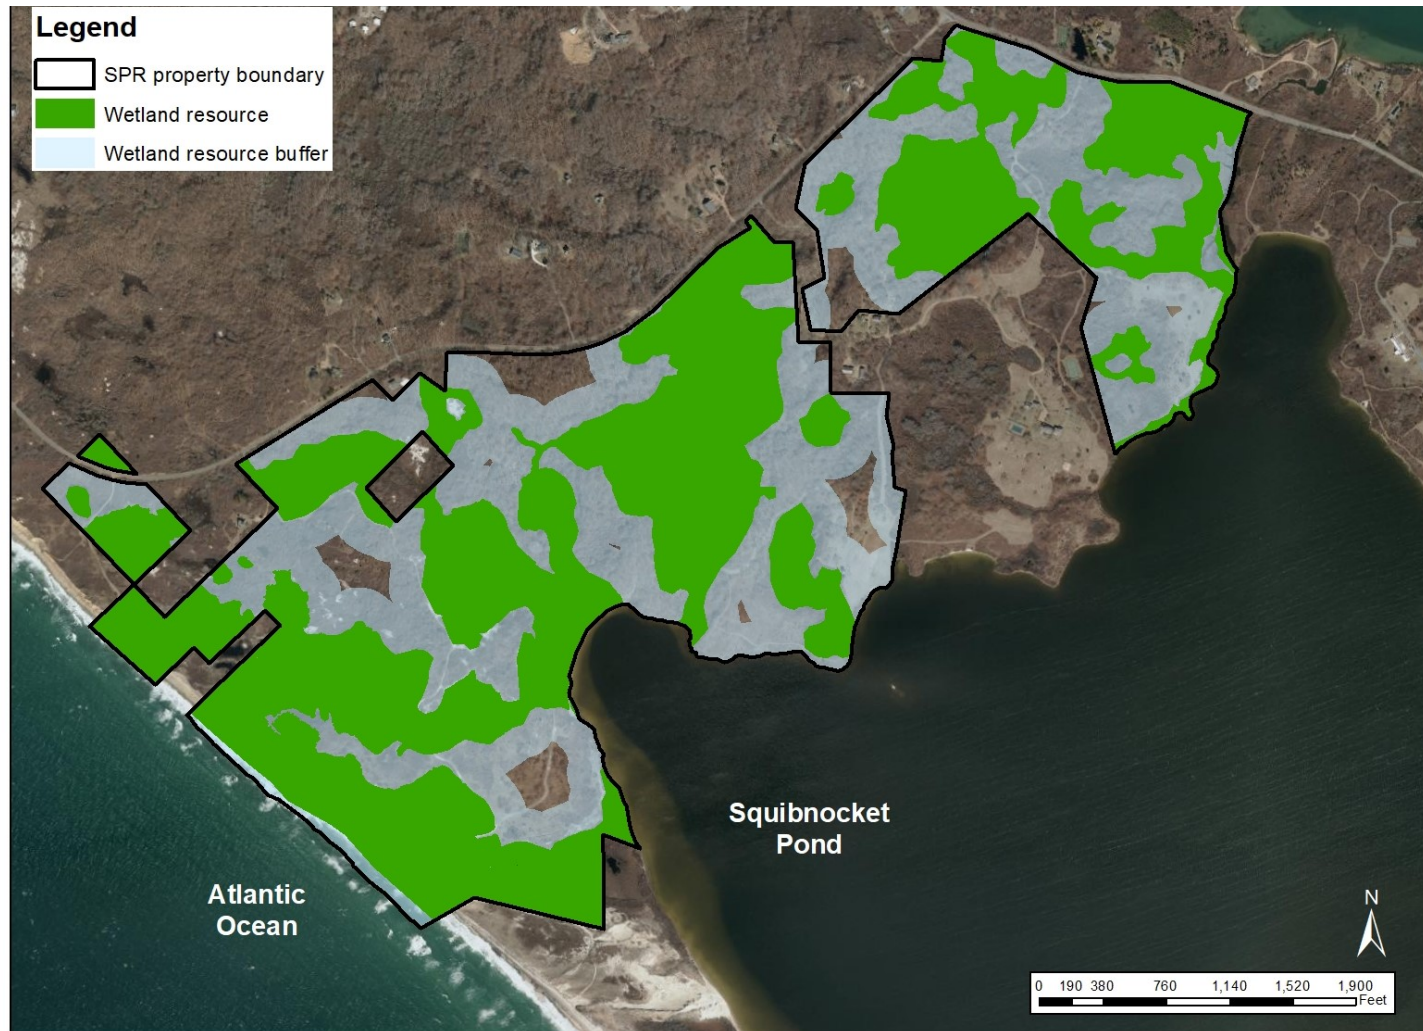 Legend
SPR property boundary
Wetland resource
Wetland resource buffer
Squibnocket
Pond
Atlantic
Ocean
N
0 190 380 760 1,140 1,520 1,900
Feet